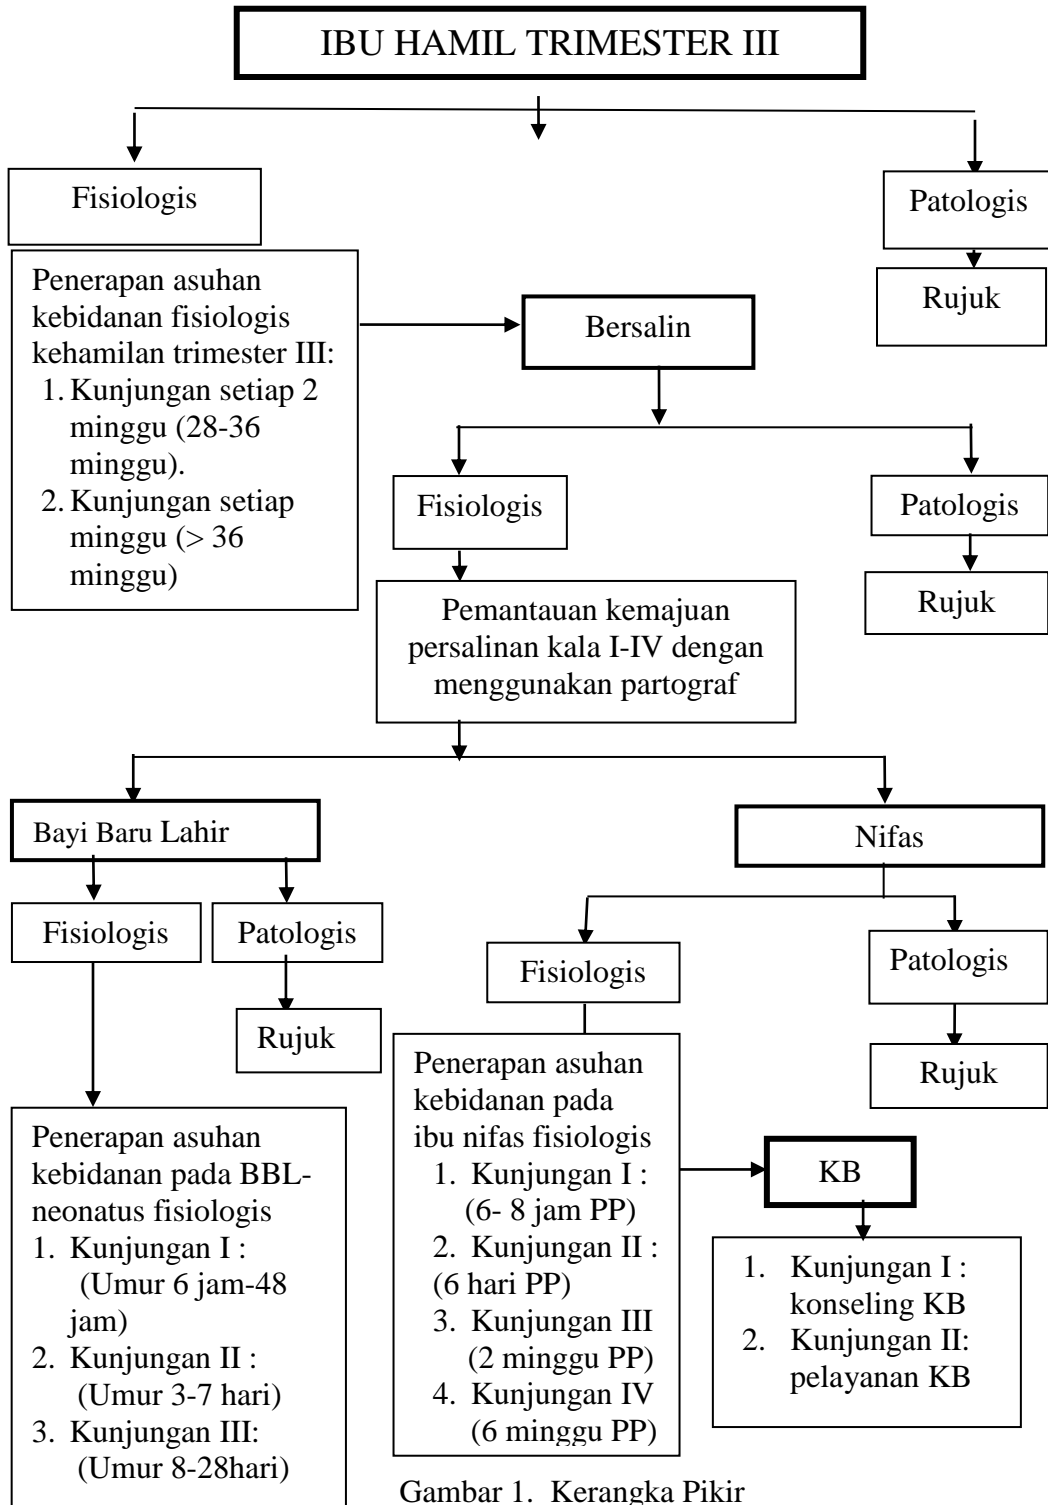 IBU HAMIL TRIMESTER III
Fisiologis
Patologis
Rujuk
Penerapan asuhan
kebidanan fisiologis
kehamilan trimester III:
1. Kunjungan setiap 2
minggu (28-36
minggu).
2. Kunjungan setiap
minggu (> 36
minggu)
Bersalin
Fisiologis
Patologis
Rujuk
Pemantauan kemajuan
persalinan kala I-IV dengan
menggunakan partograf
Bayi Baru Lahir
Nifas
Fisiologis
Patologis
Rujuk
Fisiologis
Patologis
Rujuk
Penerapan asuhan
kebidanan pada BBL-
neonatus fisiologis
1. Kunjungan I :
(Umur 6 jam-48
jam)
2. Kunjungan II :
(Umur 3-7 hari)
3. Kunjungan III:
(Umur 8-28hari)
Penerapan asuhan
kebidanan pada
ibu nifas fisiologis
1. Kunjungan I :
(6- 8 jam PP)
2. Kunjungan II :
(6 hari PP)
3. Kunjungan III
(2 minggu PP)
4. Kunjungan IV
(6 minggu PP)
KB
1. Kunjungan I :
konseling KB
2. Kunjungan II:
pelayanan KB
Gambar 1. Kerangka Pikir